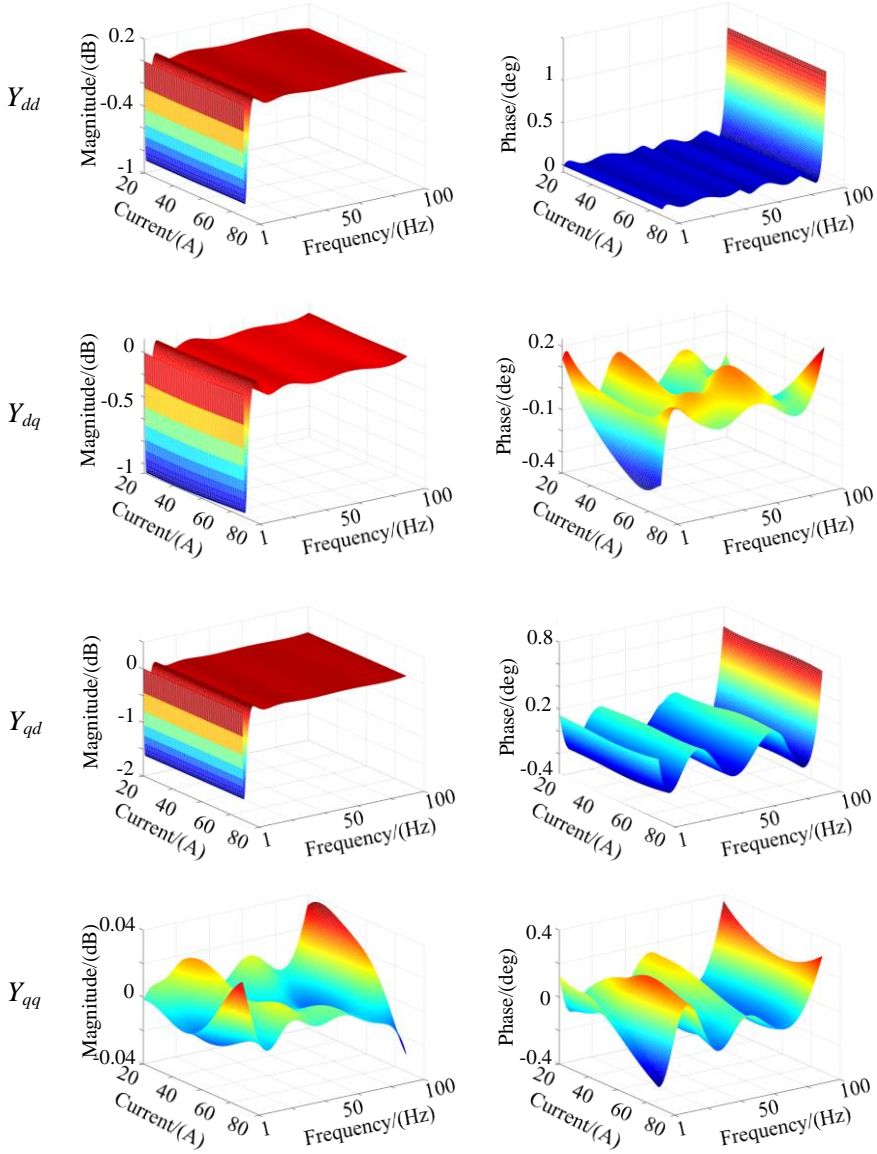 Y_dd
Magnitude/(dB)
0.2
-0.4
-1
20
40
60
80
Current/(A)
1
50
100
Frequency/(Hz)
Phase/(deg)
1
0.5
0
20
40
60
80
Current/(A)
1
50
100
Frequency/(Hz)
Y_dq
Magnitude/(dB)
0
-0.5
-1
20
40
60
80
Current/(A)
1
50
100
Frequency/(Hz)
Phase/(deg)
0.2
-0.1
-0.4
20
40
60
80
Current/(A)
1
50
100
Frequency/(Hz)
Y_qd
Magnitude/(dB)
0
-1
-2
20
40
60
80
Current/(A)
1
50
100
Frequency/(Hz)
Phase/(deg)
0.8
0.2
-0.4
20
40
60
80
Current/(A)
1
50
100
Frequency/(Hz)
Y_qq
Magnitude/(dB)
0.04
0
-0.04
20
40
60
80
Current/(A)
1
50
100
Frequency/(Hz)
Phase/(deg)
0.4
0
-0.4
20
40
60
80
Current/(A)
1
50
100
Frequency/(Hz)